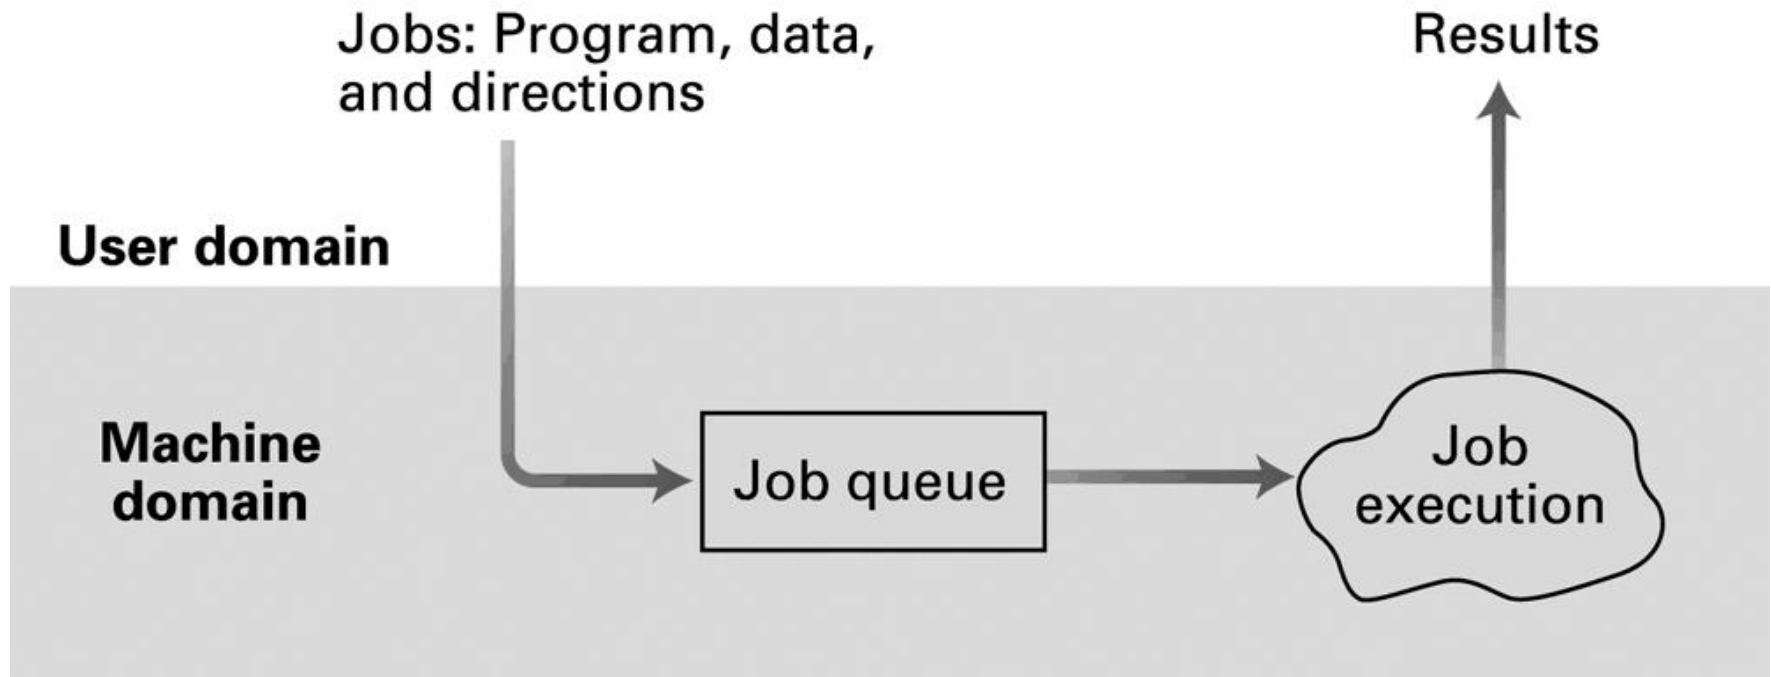 Jobs: Program, data,
and directions
Results
User domain
Machine
domain
Job queue
Job
execution